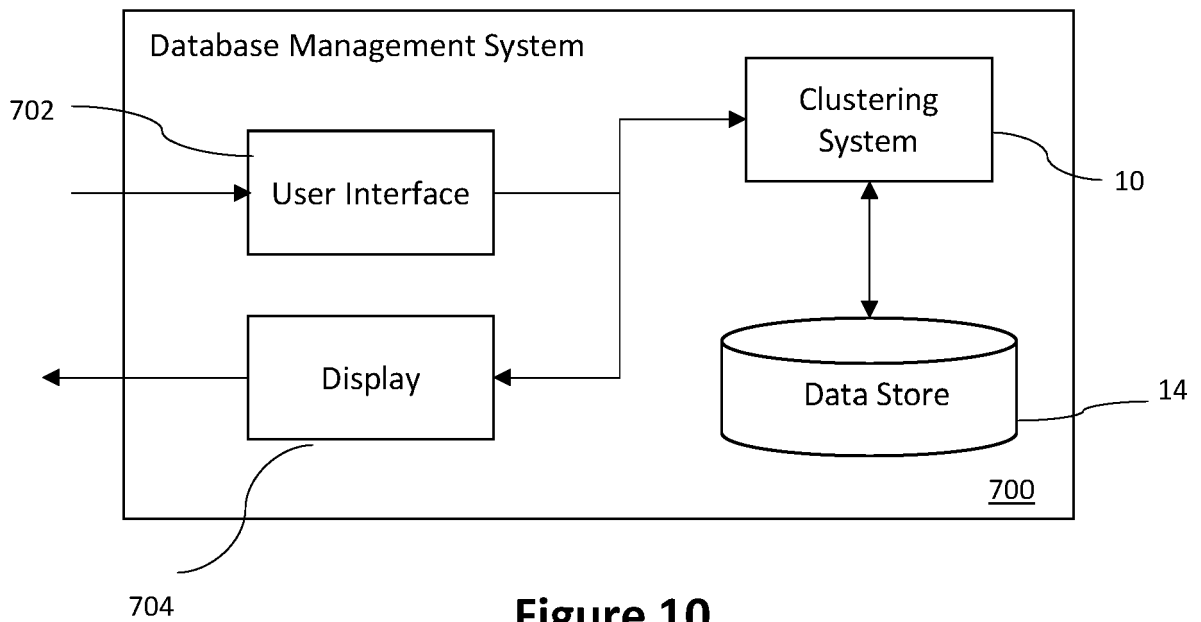 Database Management System
702
User Interface
Clustering
System
10
Display
Data Store
14
700
704
Figure 10